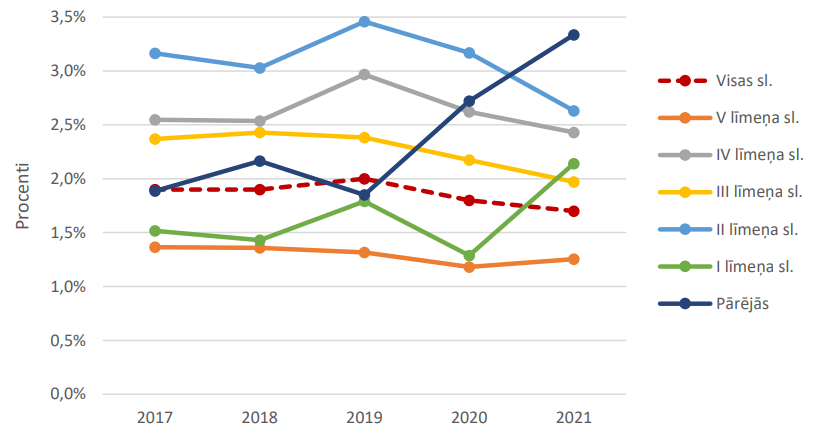 3,5%
3,0%
2,5%
2,0%
1,5%
1,0%
0,5%
0,0%
Procenti
2017 2018 2019 2020 2021
Visas sl.
V līmeņa sl.
IV līmeņa sl.
III līmeņa sl.
II līmeņa sl.
I līmeņa sl.
Pārējās